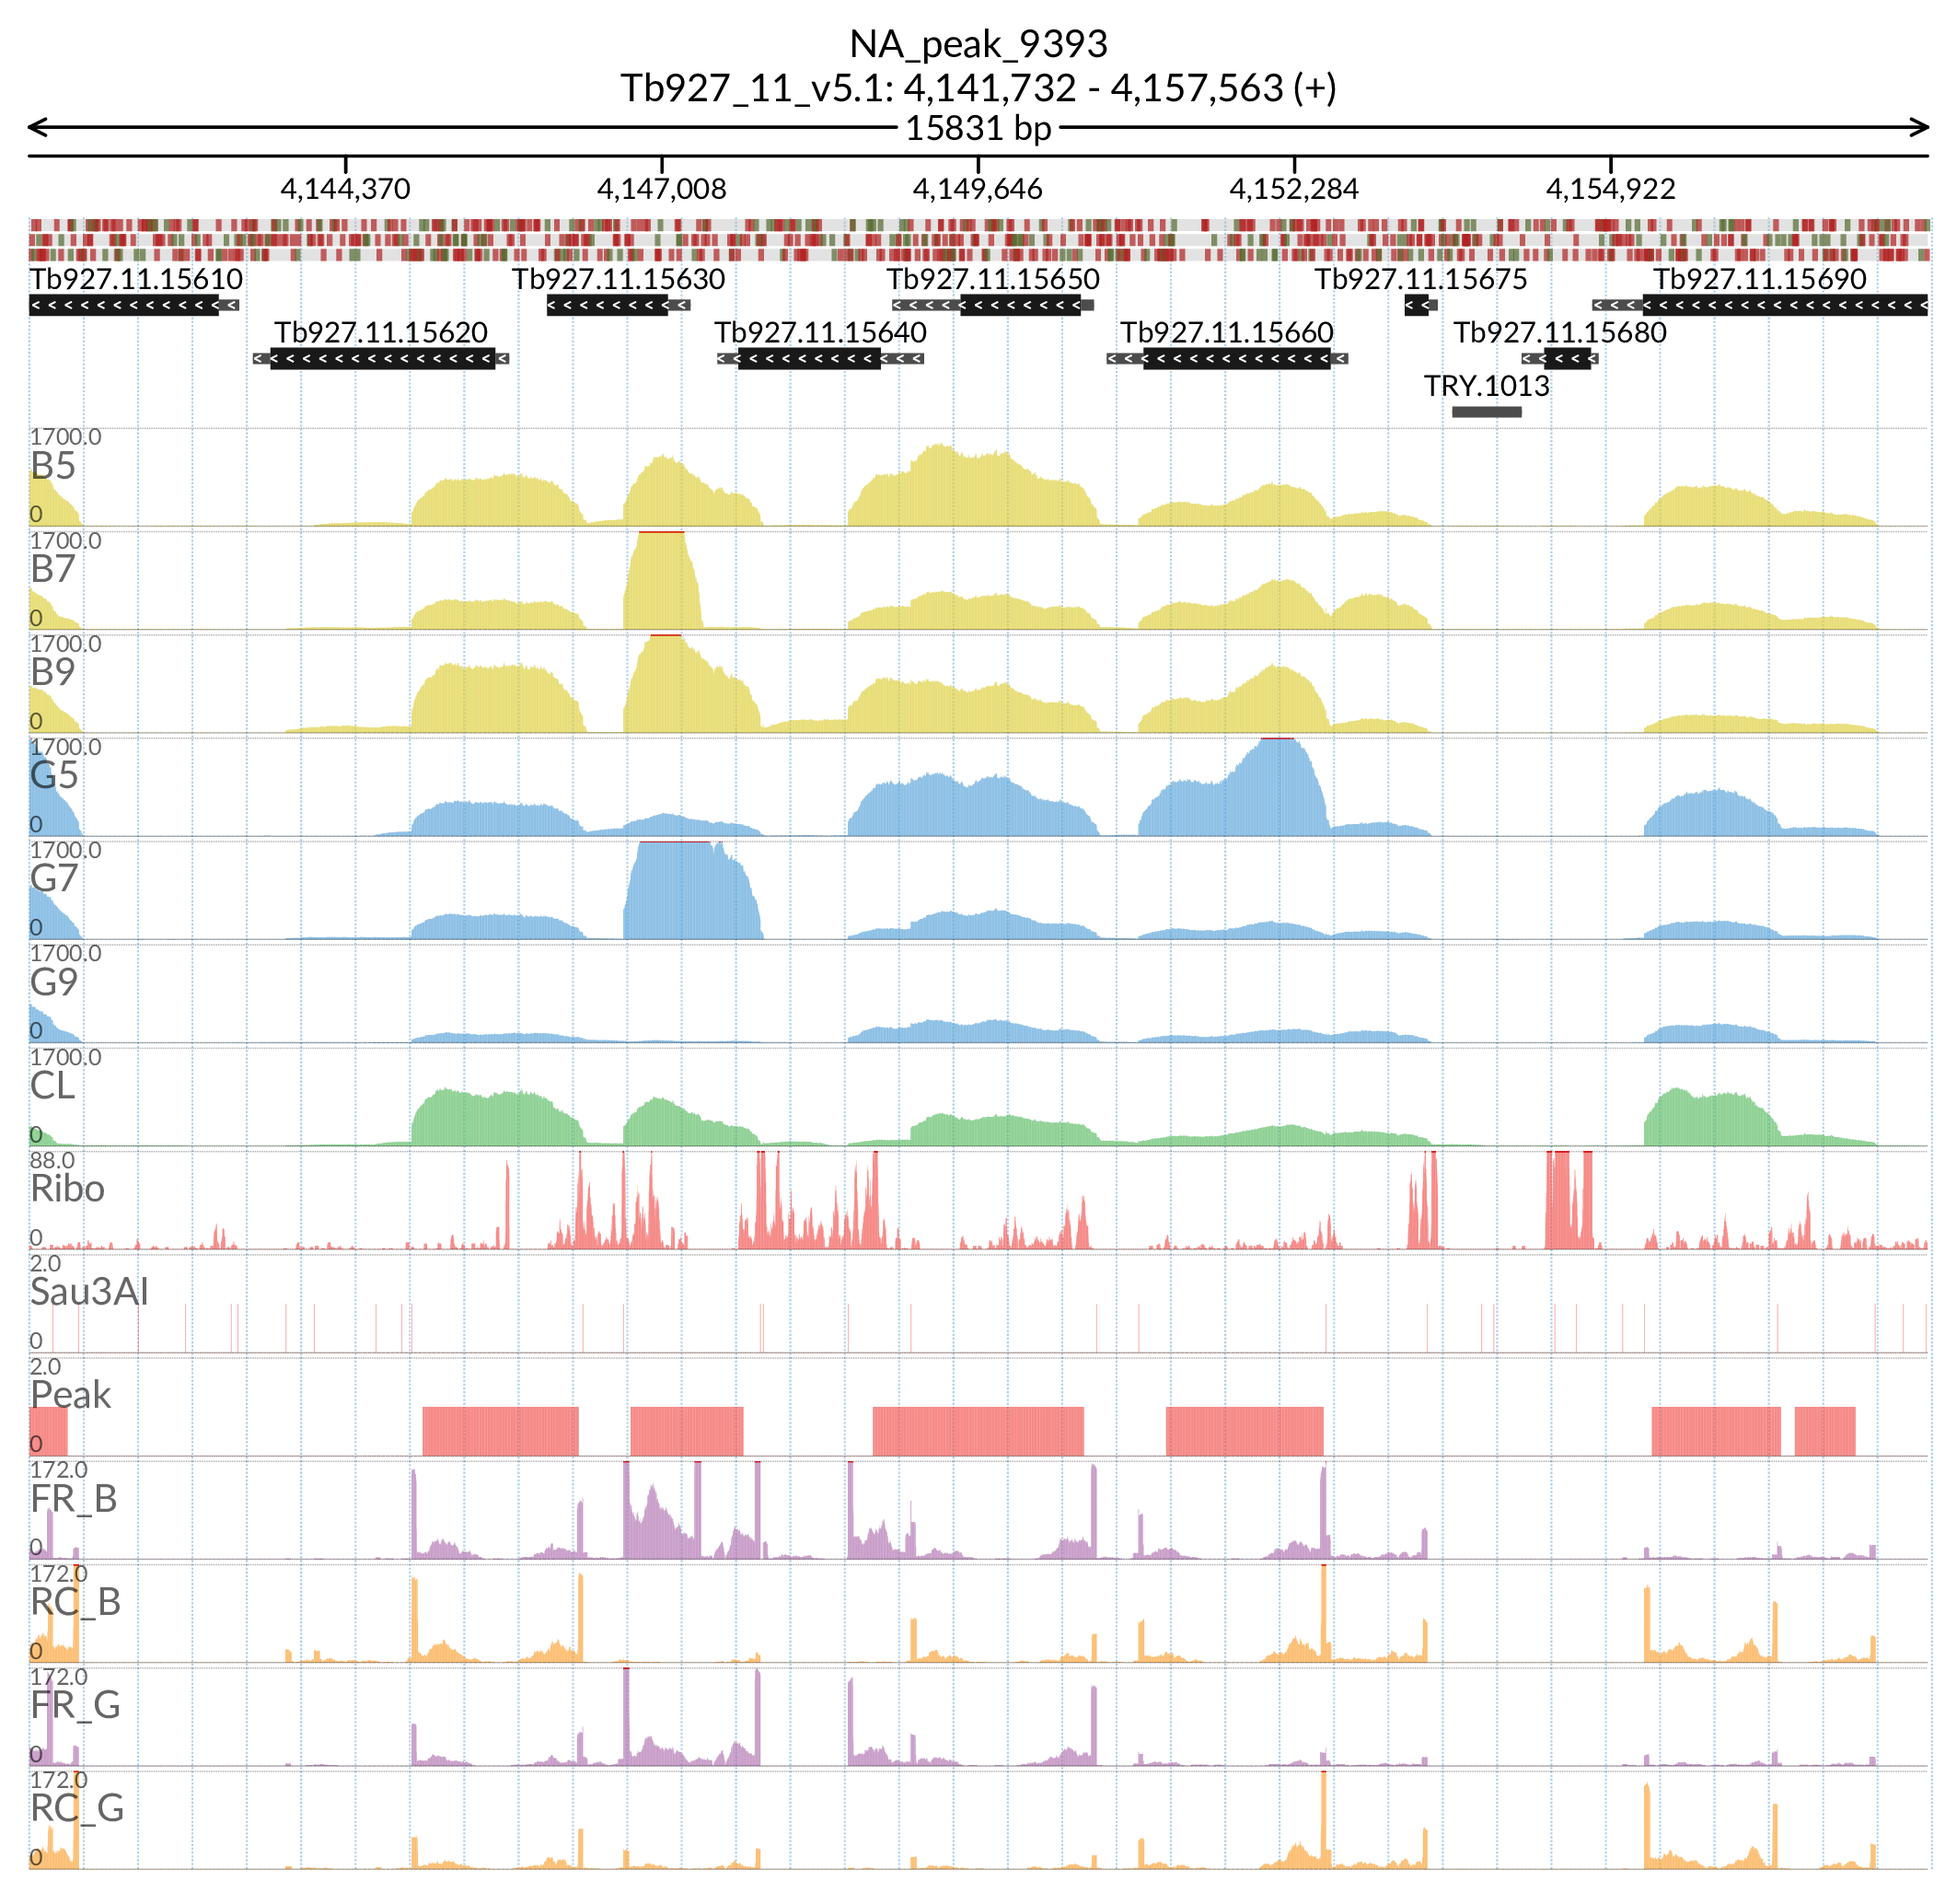 NA_peak_9393
Tb927_11_v5.1: 4,141,732 - 4,157,563 (+)
15831 bp
4,144,370 4,147,008 4,149,646 4,152,284 4,154,922
Tb927.11.15610 Tb927.11.15630 Tb927.11.15650 Tb927.11.15675 Tb927.11.15690
Tb927.11.15620 Tb927.11.15640 Tb927.11.15660 Tb927.11.15680
TRY.1013
1700.0
B5
0
1700.0
B7
0
1700.0
B9
0
1700.0
G5
0
1700.0
G7
0
1700.0
G9
0
1700.0
CL
0
88.0
Ribo
0
2.0
Sau3AI
0
2.0
Peak
0
172.0
FR_B
0
172.0
RC_B
0
172.0
FR_G
0
172.0
RC_G
0